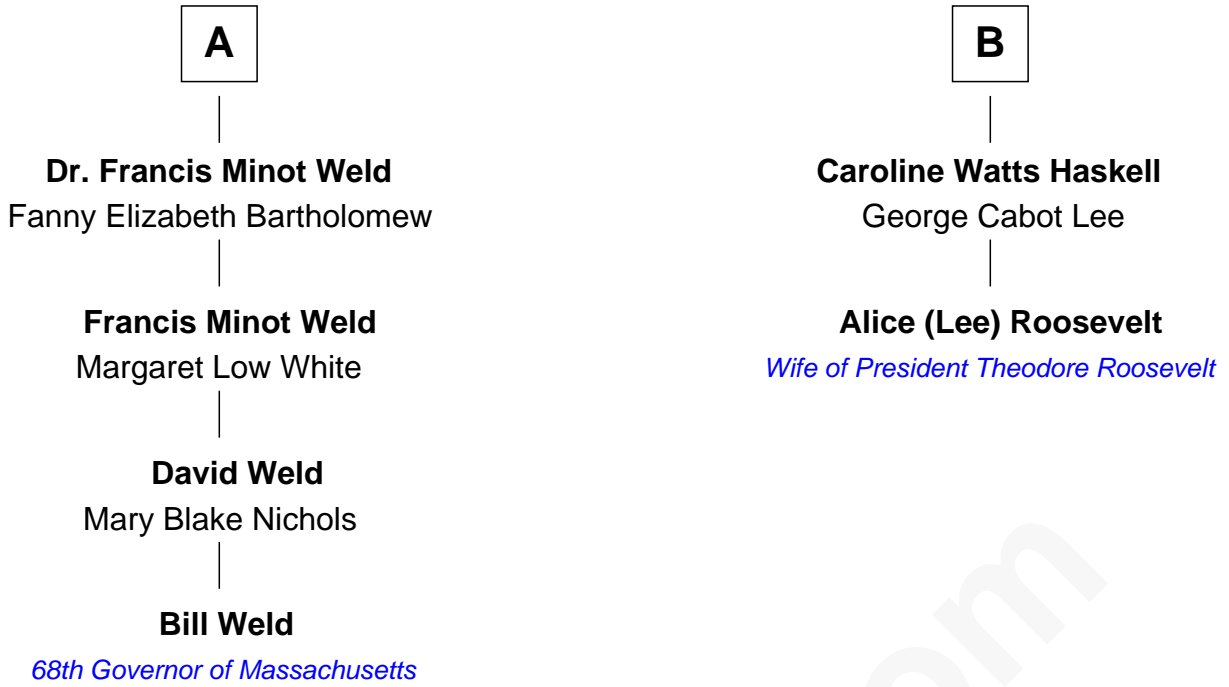 A
Dr. Francis Minot Weld
Fanny Elizabeth Bartholomew
Francis Minot Weld
Margaret Low White
David Weld
Mary Blake Nichols
Bill Weld
68th Governor of Massachusetts
B
Caroline Watts Haskell
George Cabot Lee
Alice (Lee) Roosevelt
Wife of President Theodore Roosevelt
om